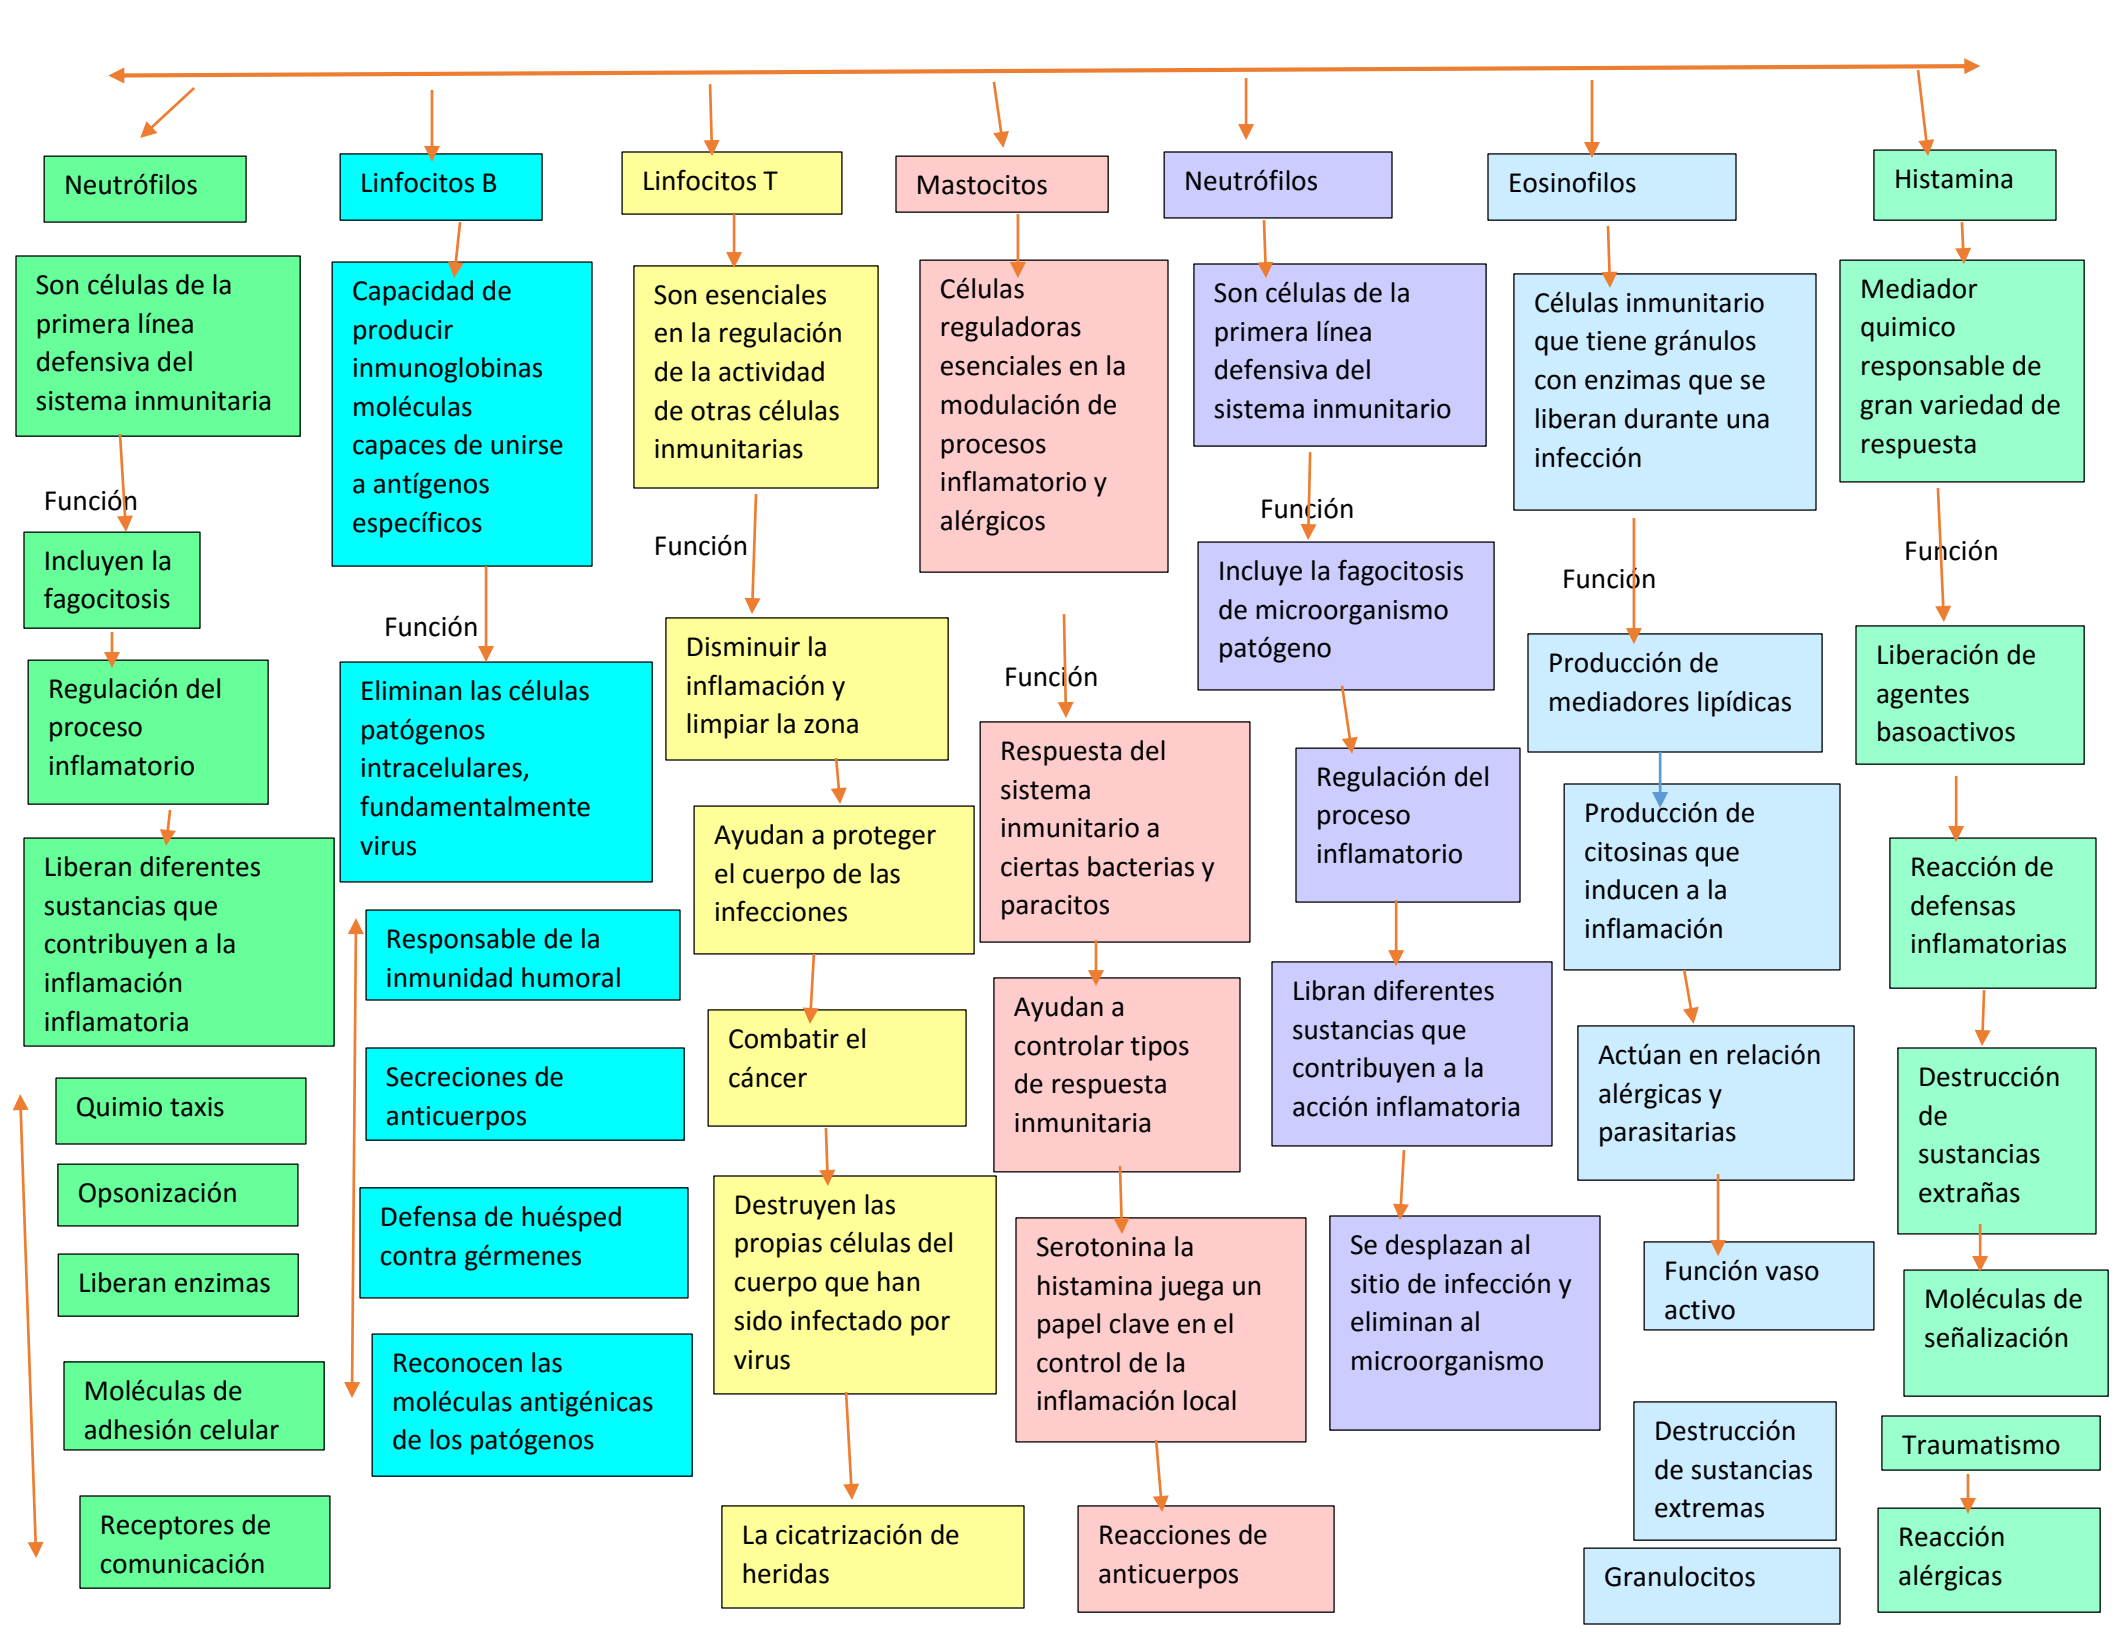 Neutrófilos
Son células de la
primera línea
defensiva del
sistema inmunitaria
Función
Incluyen la
fagocitosis
Regulación del
proceso
inflamatorio
Liberan diferentes
sustancias que
contribuyen a la
inflamación
inflamatoria
Quimio taxis
Opsonización
Liberan enzimas
Moléculas de
adhesión celular
Receptores de
comunicación
Linfocitos B
Capacidad de
producir
inmunoglobinas
moléculas
capaces de unirse
a antígenos
específicos
Función
Eliminan las células
patógenos
intracelulares,
fundamentalmente
virus
Responsable de la
inmunidad humoral
Secreciones de
anticuerpos
Defensa de huésped
contra gérmenes
Reconocen las
moléculas antigénicas
de los patógenos
Linfocitos T
Son esenciales
en la regulación
de la actividad
de otras células
inmunitarias
Función
Disminuir la
inflamación y
limpiar la zona
Ayudan a proteger
el cuerpo de las
infecciones
Combatir el
cáncer
Destruyen las
propias células del
cuerpo que han
sido infectado por
virus
La cicatrización de
heridas
Mastocitos
Células
reguladoras
esenciales en la
modulación de
procesos
inflamatorio y
alérgicos
Función
Respuesta del
sistema
inmunitario a
ciertas bacterias y
paracitos
Ayudan a
controlar tipos
de respuesta
inmunitaria
Serotonina la
histamina juega un
papel clave en el
control de la
inflamación local
Reacciones de
anticuerpos
Neutrófilos
Son células de la
primera línea
defensiva del
sistema inmunitario
Función
Incluye la fagocitosis
de microorganismo
patógeno
Regulación del
proceso
inflamatorio
Libran diferentes
sustancias que
contribuyen a la
acción inflamatoria
Se desplazan al
sitio de infección y
eliminan al
microorganismo
Eosinofilos
Células inmunitario
que tiene gránulos
con enzimas que se
liberan durante una
infección
Función
Producción de
mediadores lipídicas
Producción de
citosinas que
inducen a la
inflamación
Actúan en relación
alérgicas y
parasitarias
Función vaso
activo
Destrucción
de sustancias
extremas
Granulocitos
Histamina
Mediador
quimico
responsable de
gran variedad de
respuesta
Función
Liberación de
agentes
basoactivos
Reacción de
defensas
inflamatorias
Destrucción
de
sustancias
extrañas
Moléculas de
señalización
Traumatismo
Reacción
alérgicas